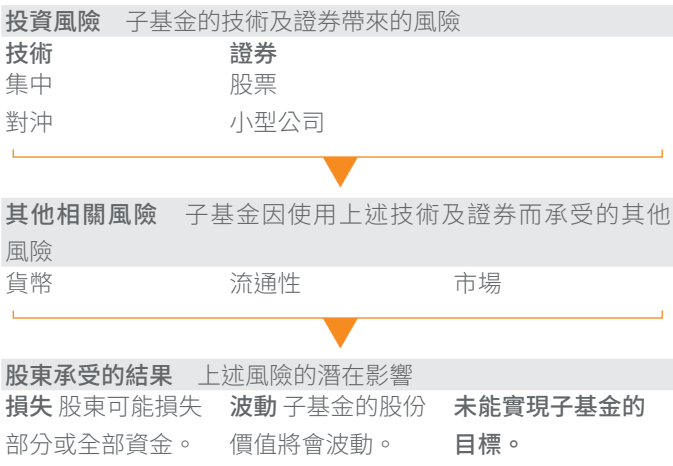 投資風險 子基金的技術及證券帶來的風險
技術 證券
集中 股票
對沖 小型公司
其他相關風險 子基金因使用上述技術及證券而承受的其他
風險
貨幣 流通性 市場
股東承受的結果 上述風險的潛在影響
損失 股東可能損失 波動 子基金的股份 未能實現子基金的
部分或全部資金。 價值將會波動。 目標。